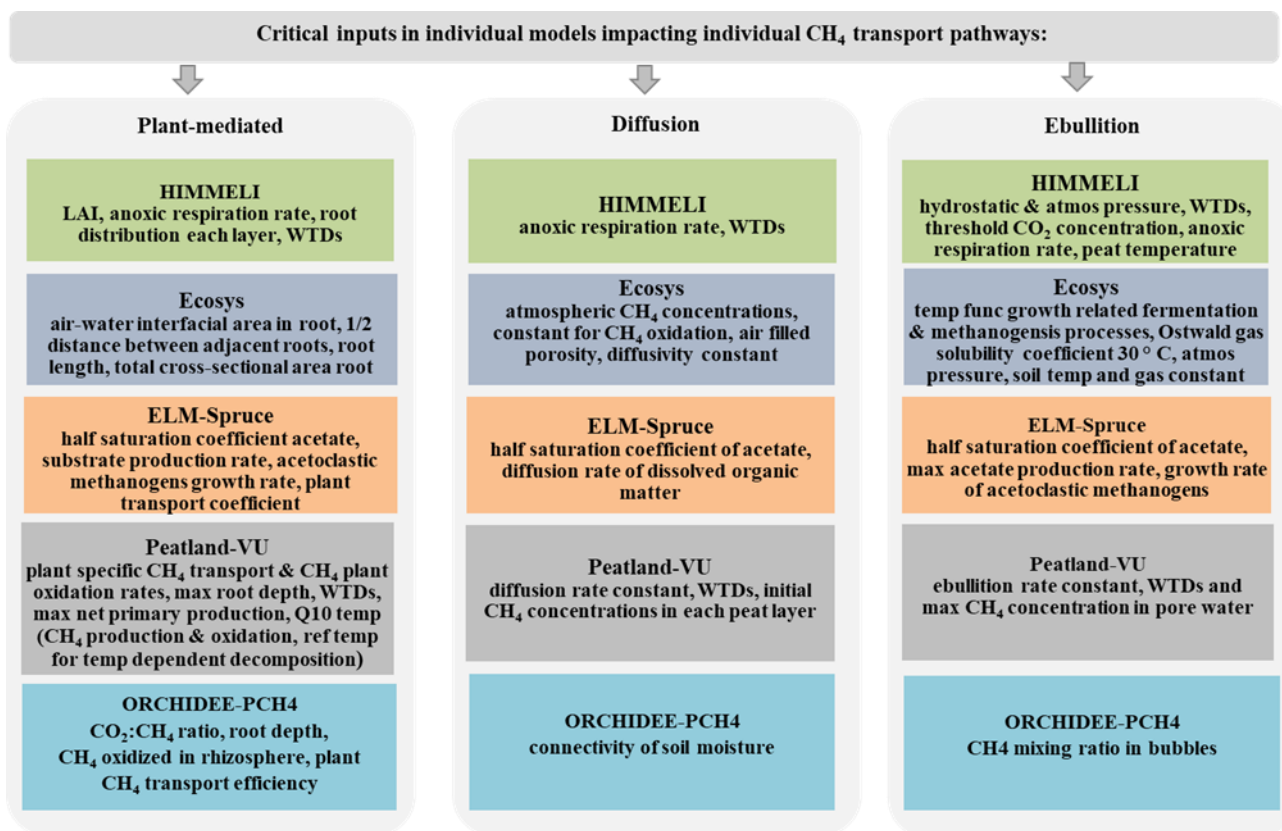 Critical inputs in individual models impacting individual CH₄ transport pathways:
Plant-mediated
HIMMELI
LAI, anoxic respiration rate, root
distribution each layer, WTDs
Ecosys
air-water interfacial area in root, 1/2
distance between adjacent roots, root
length, total cross-sectional area root
ELM-Spruce
half saturation coefficient acetate,
substrate production rate, acetoclastic
methanogens growth rate, plant
transport coefficient
Peatland-VU
plant specific CH₄ transport & CH₄ plant
oxidation rates, max root depth, WTDs,
max net primary production, Q10 temp
(CH₄ production & oxidation, ref temp
for temp dependent decomposition)
ORCHIDEE-PCH4
CO₂:CH₄ ratio, root depth,
CH₄ oxidized in rhizosphere, plant
CH₄ transport efficiency
Diffusion
HIMMELI
anoxic respiration rate, WTDs
Ecosys
atmospheric CH₄ concentrations,
constant for CH₄ oxidation, air filled
porosity, diffusivity constant
ELM-Spruce
half saturation coefficient of acetate,
diffusion rate of dissolved organic
matter
Peatland-VU
diffusion rate constant, WTDs, initial
CH₄ concentrations in each peat layer
ORCHIDEE-PCH4
connectivity of soil moisture
Ebullition
HIMMELI
hydrostatic & atmos pressure, WTDs,
threshold CO₂ concentration, anoxic
respiration rate, peat temperature
Ecosys
temp func growth related fermentation
& methanogensis processes, Ostwald gas
solubility coefficient 30 ° C, atmos
pressure, soil temp and gas constant
ELM-Spruce
half saturation coefficient of acetate,
max acetate production rate, growth rate
of acetoclastic methanogens
Peatland-VU
ebullition rate constant, WTDs and
max CH₄ concentration in pore water
ORCHIDEE-PCH4
CH4 mixing ratio in bubbles